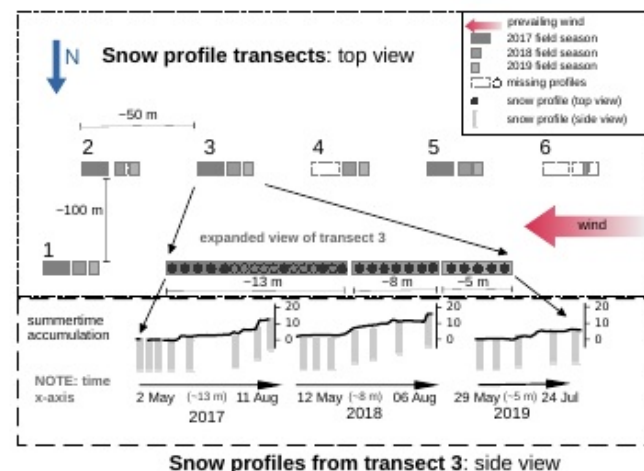 prevailing wind
2017 field season
2018 field season
2019 field season
missing profiles
snow profile (top view)
snow profile (side view)
N
Snow profile transects: top view
~50 m
2 3 4 5 6
~100 m
1
expanded view of transect 3
wind
~13 m ~8 m ~5 m
summertime
accumulation
20 20 20
10 10 10
0 0 0
NOTE: time
x-axis
2 May (~13 m) 11 Aug 12 May (~8 m) 06 Aug 29 May (~5 m) 24 Jul
2017 2018 2019
Snow profiles from transect 3: side view